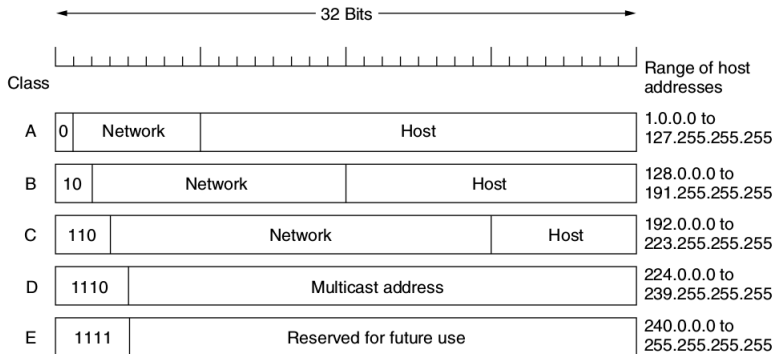 32 Bits
Range of host
addresses
Class
A 0 Network Host 1.0.0.0 to
127.255.255.255
B 10 Network Host 128.0.0.0 to
191.255.255.255
C 110 Network Host 192.0.0.0 to
223.255.255.255
D 1110 Multicast address 224.0.0.0 to
239.255.255.255
E 1111 Reserved for future use 240.0.0.0 to
255.255.255.255